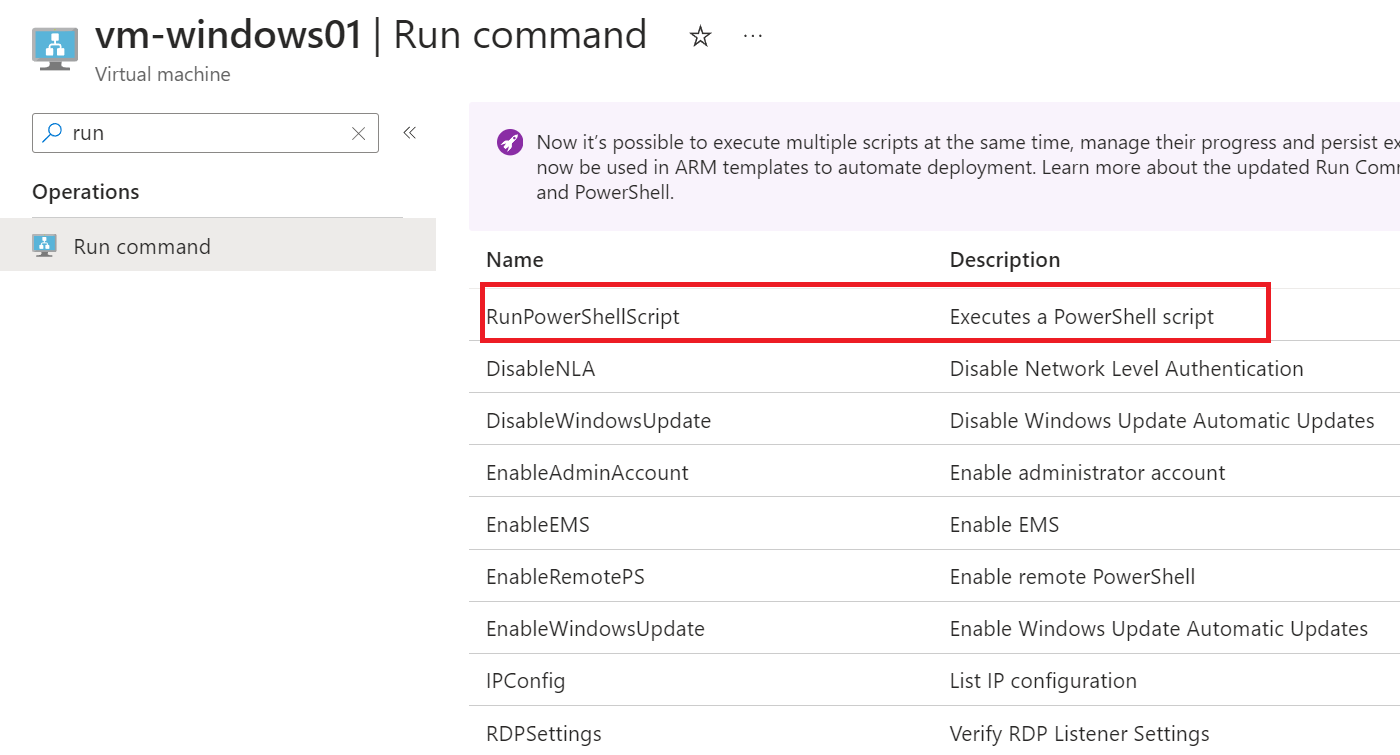 vm-windows01 | Run command
Virtual machine
run
Operations
Run command
Now it's possible to execute multiple scripts at the same time, manage their progress and persist
now be used in ARM templates to automate deployment. Learn more about the updated Run
and PowerShell.
Name Description
RunPowerShellScript Executes a PowerShell script
DisableNLA Disable Network Level Authentication
DisableWindowsUpdate Disable Windows Update Automatic Updates
EnableAdminAccount Enable administrator account
EnableEMS Enable EMS
EnableRemotePS Enable remote PowerShell
EnableWindowsUpdate Enable Windows Update Automatic Updates
IPConfig List IP configuration
RDPSettings Verify RDP Listener Settings